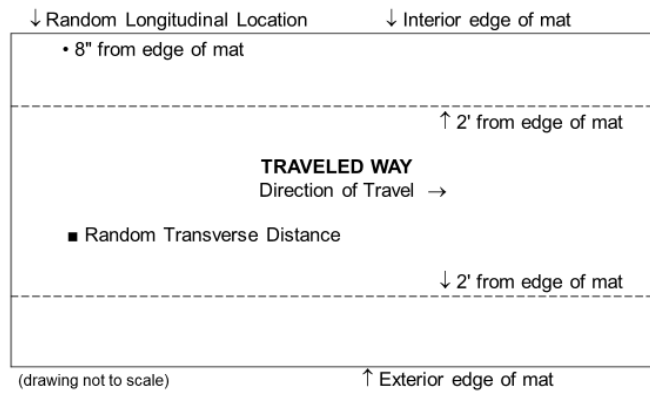 ↓ Random Longitudinal Location ↓ Interior edge of mat
• 8" from edge of mat
↑ 2' from edge of mat
TRAVELED WAY
Direction of Travel →
■ Random Transverse Distance
↓ 2' from edge of mat
(drawing not to scale) ↑ Exterior edge of mat